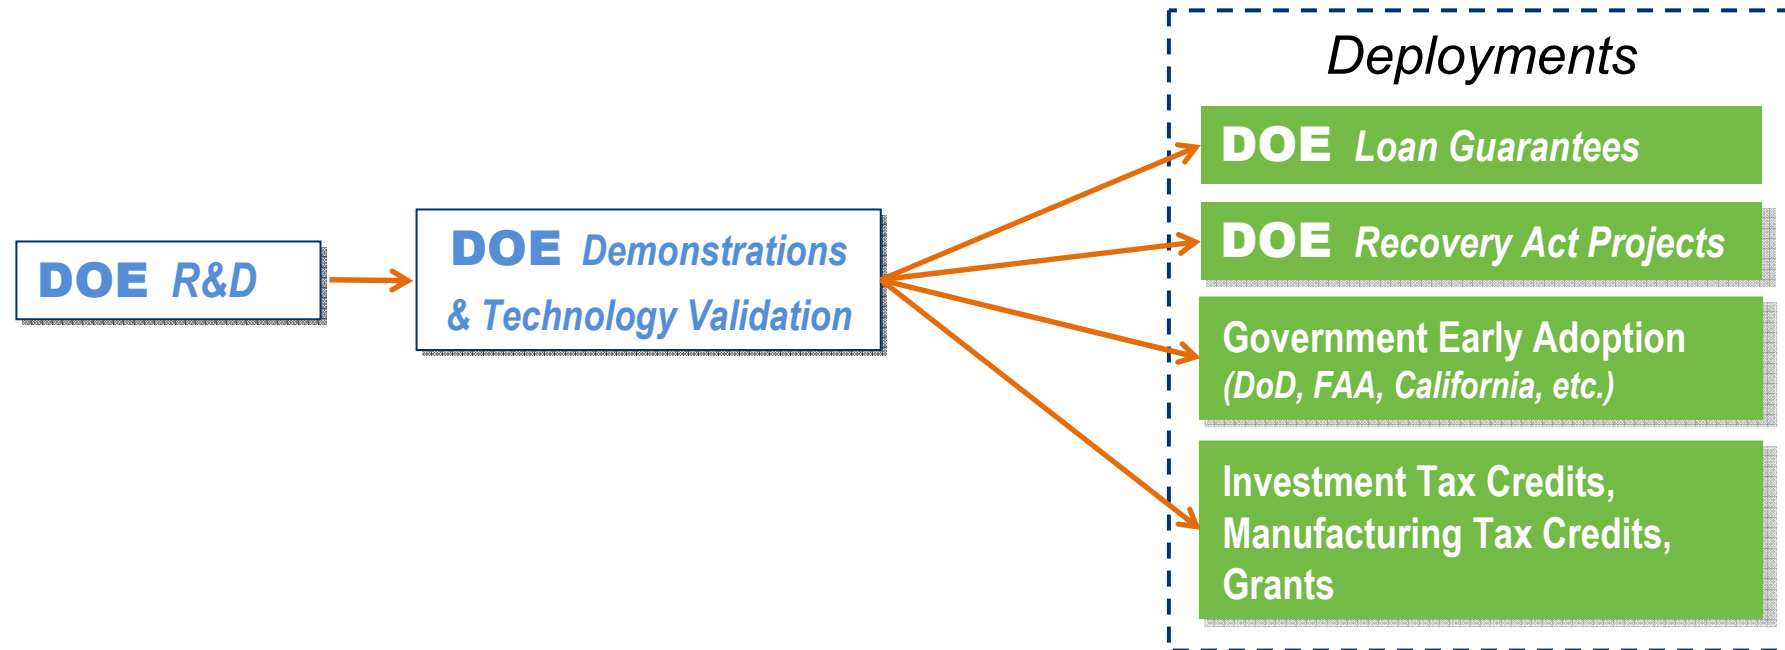 Deployments
DOE R&D
DOE Demonstrations
& Technology Validation
DOE Loan Guarantees
DOE Recovery Act Projects
Government Early Adoption
(DoD, FAA, California, etc.)
Investment Tax Credits,
Manufacturing Tax Credits,
Grants